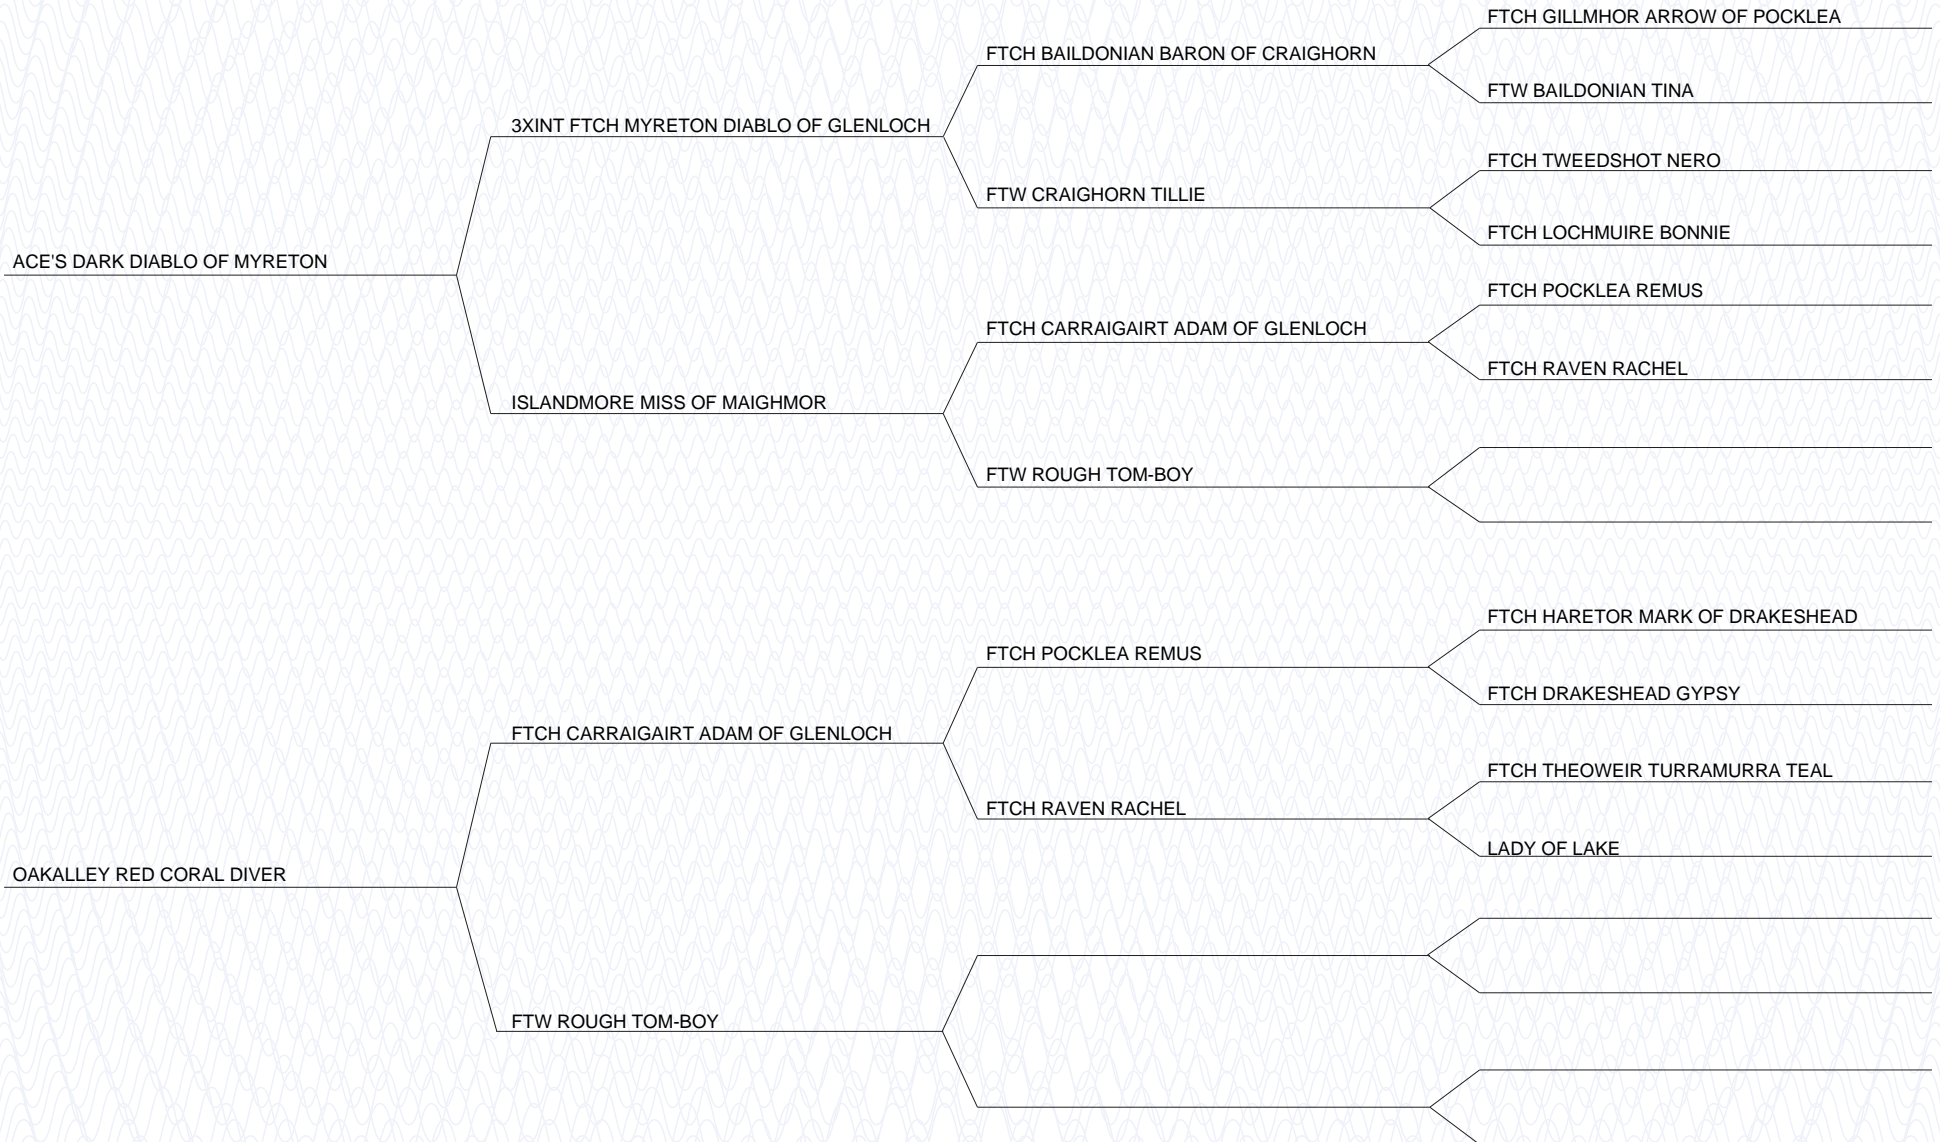 FTCH GILLMHOR ARROW OF POCKLEA
FTCH BAILDONIAN BARON OF CRAIGHORN
FTW BAILDONIAN TINA
3XINT FTCH MYRETON DIABLO OF GLENLOCH
FTCH TWEEDSHOT NERO
FTW CRAIGHORN TILLIE
FTCH LOCHMUIRE BONNIE
ACE'S DARK DIABLO OF MYRETON
FTCH POCKLEA REMUS
FTCH CARRAIGAIRT ADAM OF GLENLOCH
FTCH RAVEN RACHEL
ISLANDMORE MISS OF MAIGHMOR
FTW ROUGH TOM-BOY
FTCH HARETOR MARK OF DRAKESHEAD
FTCH POCKLEA REMUS
FTCH DRAKESHEAD GYPSY
FTCH CARRAIGAIRT ADAM OF GLENLOCH
FTCH THEOWEIR TURRAMURRA TEAL
FTCH RAVEN RACHEL
LADY OF LAKE
OAKALLEY RED CORAL DIVER
FTW ROUGH TOM-BOY